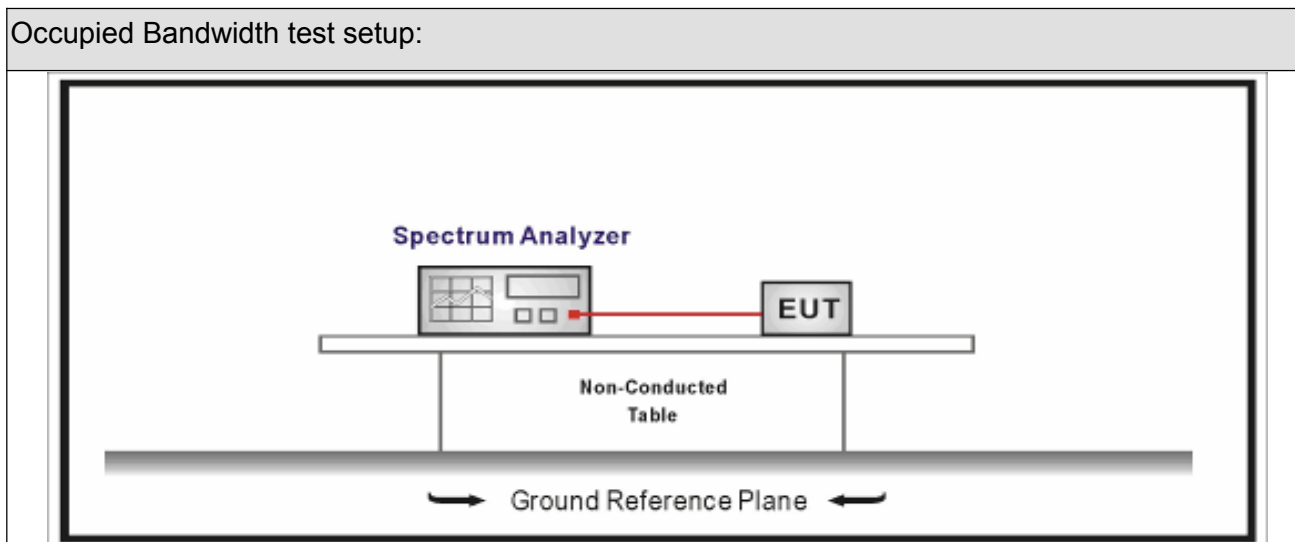 Occupied Bandwidth test setup:
Spectrum Analyzer
EUT
Non-Conducted
Table
Ground Reference Plane